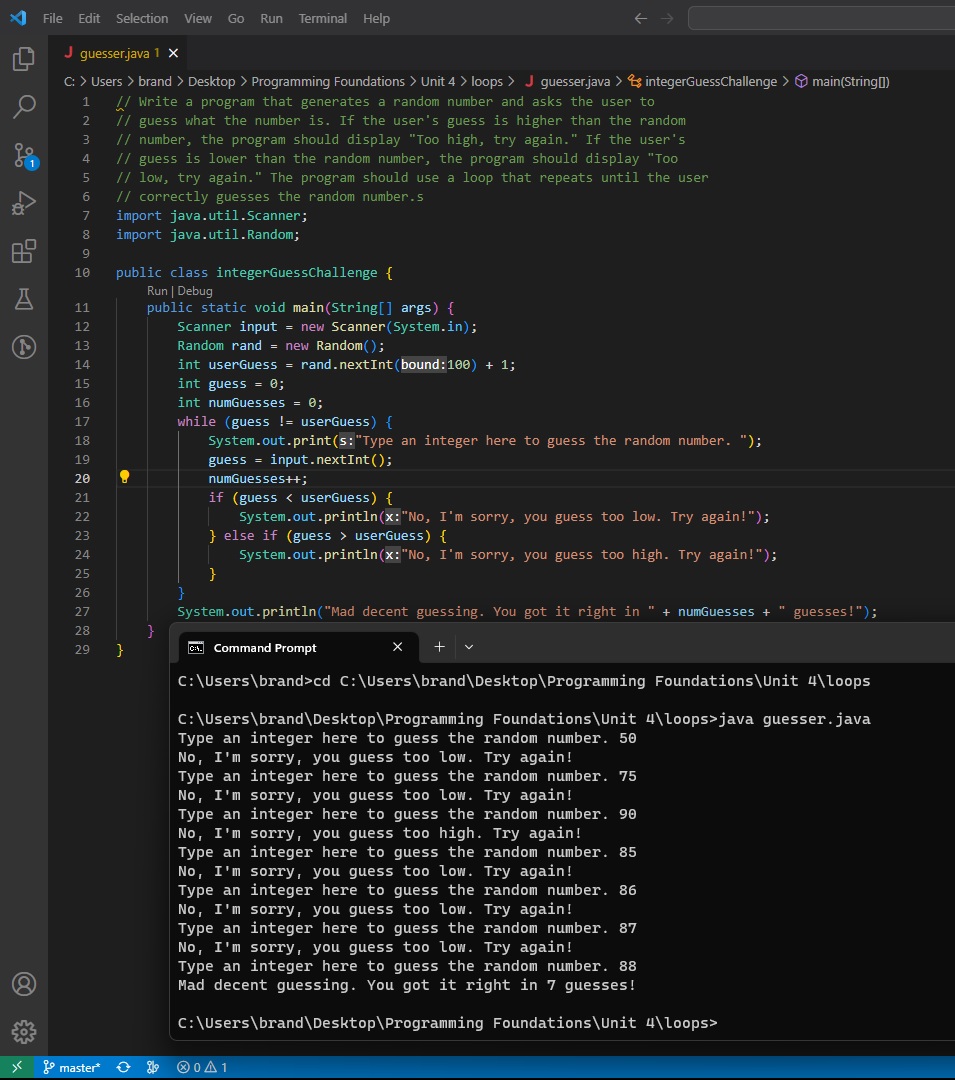 File Edit Selection View Go Run Terminal Help
J guesser.java 1
C: > Users > brand > Desktop > Programming Foundations > Unit 4 > loops > J guesser.java > integerGuessChallenge > main(String[])
1 // Write a program that generates a random number and asks the user to
2 // guess what the number is. If the user's guess is higher than the random
3 // number, the program should display "Too high, try again." If the user's
4 // guess is lower than the random number, the program should display "Too
5 // low, try again." The program should use a loop that repeats until the user
6 // correctly guesses the random number.s
7 import java.util.Scanner;
8 import java.util.Random;
9
10 public class integerGuessChallenge {
Run | Debug
11 public static void main(String[] args) {
12 Scanner input = new Scanner(System.in);
13 Random rand = new Random();
14 int userGuess = rand.nextInt(bound:100) + 1;
15 int guess = 0;
16 int numGuesses = 0;
17 while (guess != userGuess) {
18 System.out.print(s:"Type an integer here to guess the random number. ");
19 guess = input.nextInt();
20 numGuesses++;
21 if (guess < userGuess) {
22 System.out.println(x:"No, I'm sorry, you guess too low. Try again!");
23 } else if (guess > userGuess) {
24 System.out.println(x:"No, I'm sorry, you guess too high. Try again!");
25 }
26 }
27 System.out.println("Mad decent guessing. You got it right in " + numGuesses + " guesses!");
28 }
29 }
1
Command Prompt
C:\Users\brand>cd C:\Users\brand\Desktop\Programming Foundations\Unit 4\loops
C:\Users\brand\Desktop\Programming Foundations\Unit 4\loops>java guesser.java
Type an integer here to guess the random number. 50
No, I'm sorry, you guess too low. Try again!
Type an integer here to guess the random number. 75
No, I'm sorry, you guess too low. Try again!
Type an integer here to guess the random number. 90
No, I'm sorry, you guess too high. Try again!
Type an integer here to guess the random number. 85
No, I'm sorry, you guess too low. Try again!
Type an integer here to guess the random number. 86
No, I'm sorry, you guess too low. Try again!
Type an integer here to guess the random number. 87
No, I'm sorry, you guess too low. Try again!
Type an integer here to guess the random number. 88
Mad decent guessing. You got it right in 7 guesses!
C:\Users\brand\Desktop\Programming Foundations\Unit 4\loops>
master* 0 1